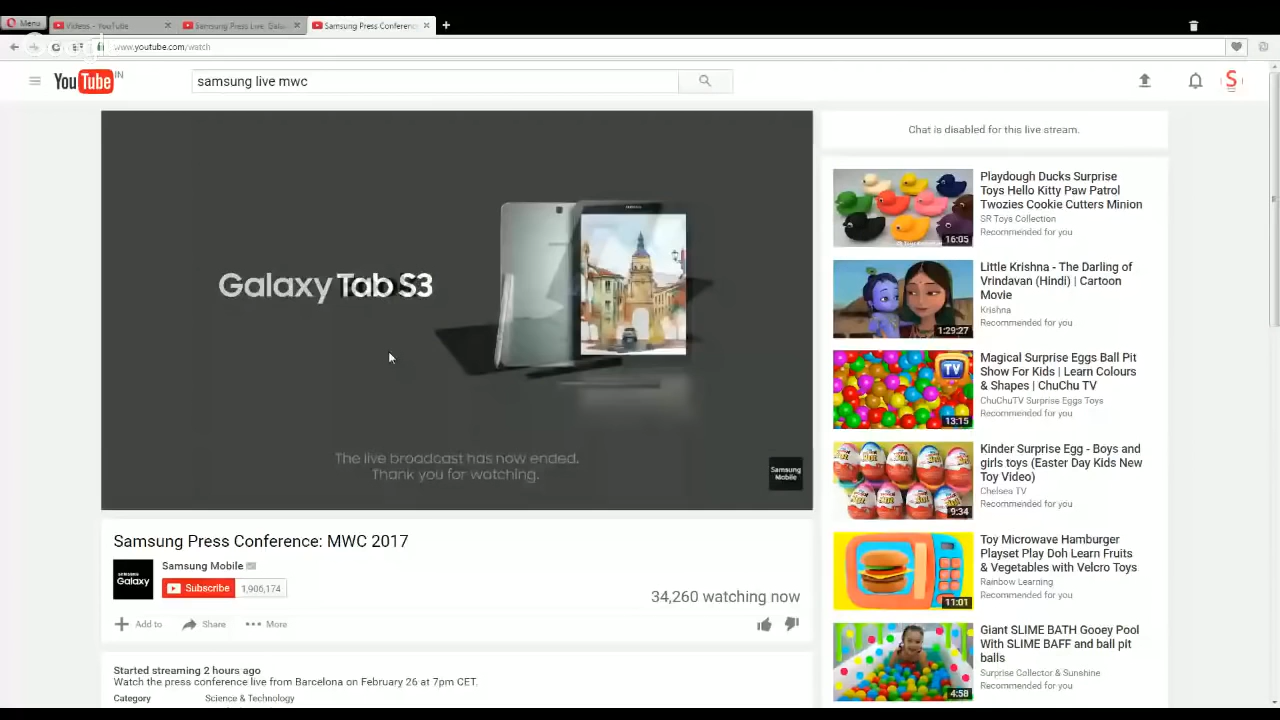 Menu
Videos - YouTube
Samsung Press Live: Gala
Samsung Press Conferenc
www.youtube.com/watch
YouTube IN
samsung live mwc
S
Galaxy Tab S3
The live broadcast has now ended.
Thank you for watching.
Samsung
Mobile
Samsung Press Conference: MWC 2017
SAMSUNG
Galaxy
Samsung Mobile
Subscribe
1,906,174
34,260 watching now
Add to
Share
More
Started streaming 2 hours ago
Watch the press conference live from Barcelona on February 26 at 7pm CET.
Category
Science & Technology
Chat is disabled for this live stream.
16:05
Playdough Ducks Surprise
Toys Hello Kitty Paw Patrol
Twozies Cookie Cutters Minion
SR Toys Collection
Recommended for you
1:29:27
Little Krishna - The Darling of
Vrindavan (Hindi) | Cartoon
Movie
Krishna
Recommended for you
TV
13:15
Magical Surprise Eggs Ball Pit
Show For Kids | Learn Colours
& Shapes | ChuChu TV
ChuChuTV Surprise Eggs Toys
Recommended for you
9:34
Kinder Surprise Egg - Boys and
girls toys (Easter Day Kids New
Toy Video)
Chelsea TV
Recommended for you
11:01
Toy Microwave Hamburger
Playset Play Doh Learn Fruits
& Vegetables with Velcro Toys
Rainbow Learning
Recommended for you
4:58
Giant SLIME BATH Gooey Pool
With SLIME BAFF and ball pit
balls
Surprise Collector & Sunshine
Recommended for you